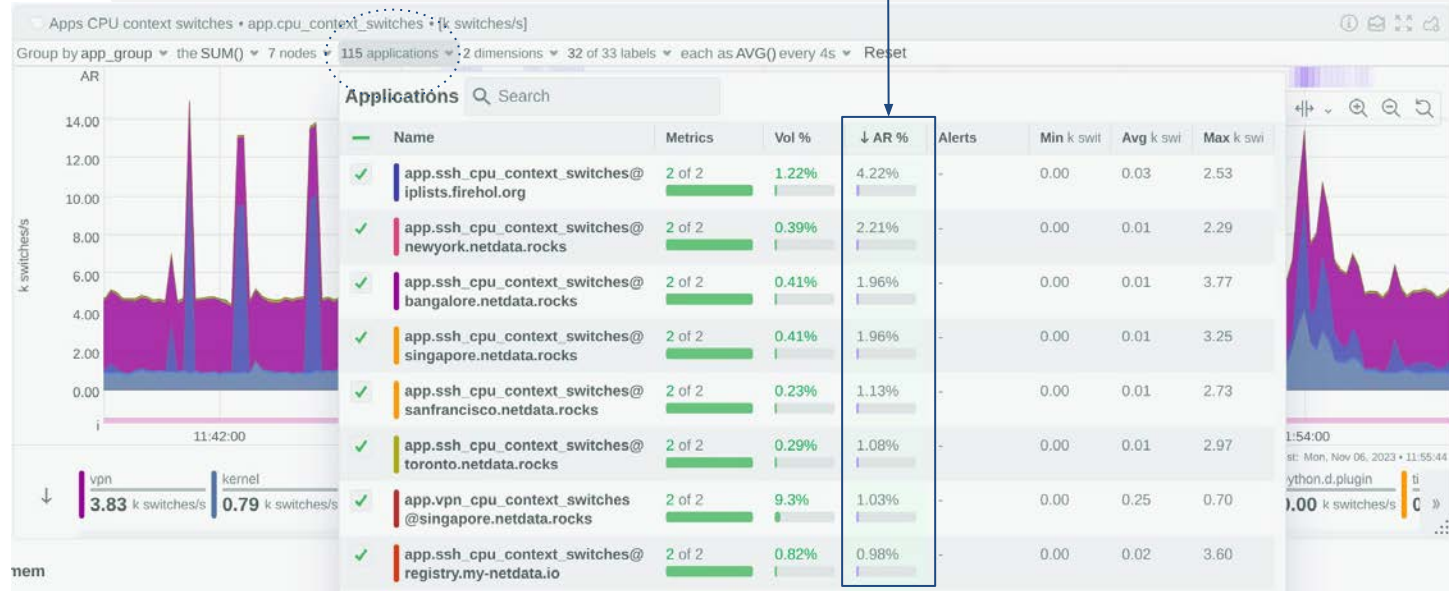 Apps CPU context switches • app.cpu_context_switches • [k switches/s]
Group by app_group the SUM() 7 nodes 115 applications 2 dimensions 32 of 33 labels each as AVG() every 4s Reset
AR
14.00
12.00
10.00
8.00
6.00
4.00
2.00
0.00
k switches/s
i
11:42:00
Applications Search
Name Metrics Vol % ↓ AR % Alerts Min k swit Avg k swi Max k swi
app.ssh_cpu_context_switches@ 2 of 2 1.22% 4.22% - 0.00 0.03 2.53
iplists.firehol.org
app.ssh_cpu_context_switches@ 2 of 2 0.39% 2.21% - 0.00 0.01 2.29
newyork.netdata.rocks
app.ssh_cpu_context_switches@ 2 of 2 0.41% 1.96% - 0.00 0.01 3.77
bangalore.netdata.rocks
app.ssh_cpu_context_switches@ 2 of 2 0.41% 1.96% - 0.00 0.01 3.25
singapore.netdata.rocks
app.ssh_cpu_context_switches@ 2 of 2 0.23% 1.13% - 0.00 0.01 2.73
sanfrancisco.netdata.rocks
app.ssh_cpu_context_switches@ 2 of 2 0.29% 1.08% - 0.00 0.01 2.97
toronto.netdata.rocks
app.vpn_cpu_context_switches 2 of 2 9.3% 1.03% - 0.00 0.25 0.70
@singapore.netdata.rocks
app.ssh_cpu_context_switches@ 2 of 2 0.82% 0.98% - 0.00 0.02 3.60
registry.my-netdata.io
1:54:00
st: Mon, Nov 06, 2023 • 11:55:44
vpn
3.83 k switches/s
kernel
0.79 k switches/s
ython.d.plugin
0.00 k switches/s
ti
»
mem